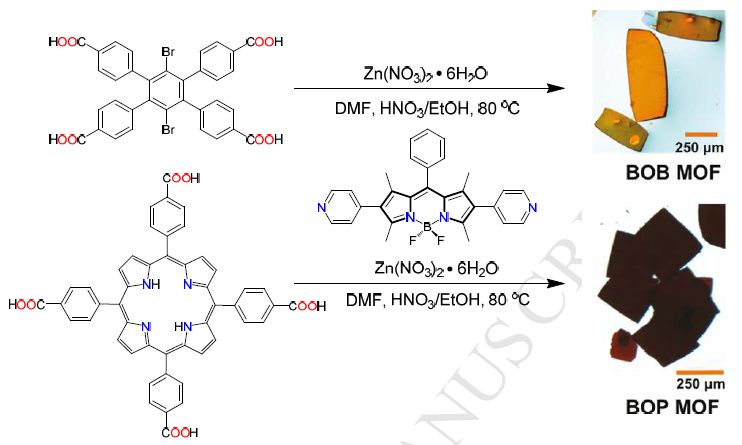 HOOC
COOH
Br
Br
HOOC
COOH
Zn(NO₃)₂ • 6H₂O
DMF, HNO₃/EtOH, 80 °C
250 µm
BOB MOF
N
N
N
B
F
F
N
COOH
NH
N
N
HN
HOOC
COOH
COOH
Zn(NO₃)₂ • 6H₂O
DMF, HNO₃/EtOH, 80 °C
250 µm
BOP MOF
ANUSCRI